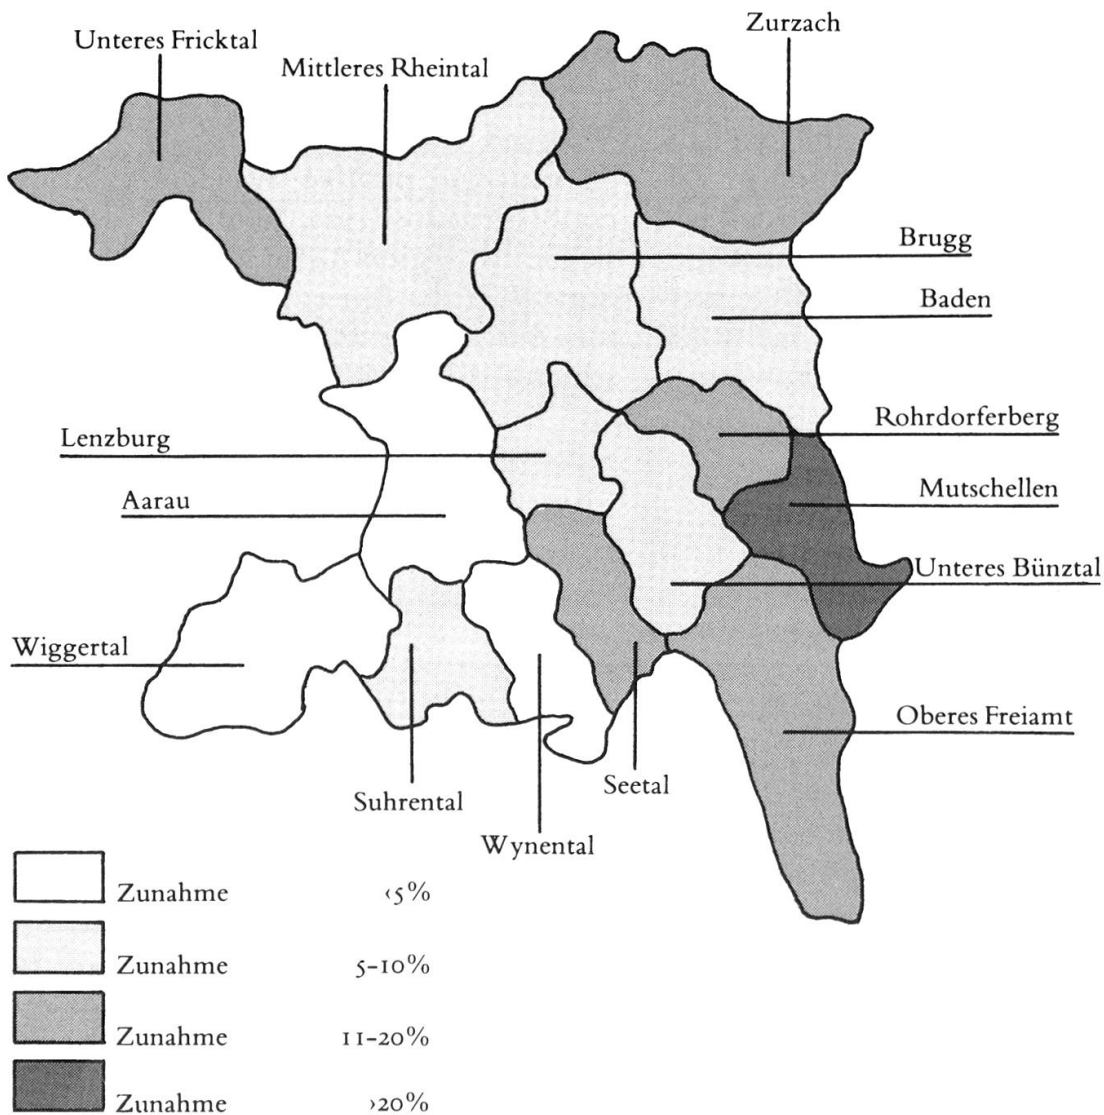 Zurzach
Unteres Fricktal
Mittleres Rheintal
Brugg
Baden
Rohrdorferberg
Lenzburg
Mutschellen
Aarau
Unteres Bünztal
Wiggertal
Oberes Freiamt
Seetal
Suhrental
Wynental
Zunahme ‹5%
Zunahme 5-10%
Zunahme 11-20%
Zunahme ›20%